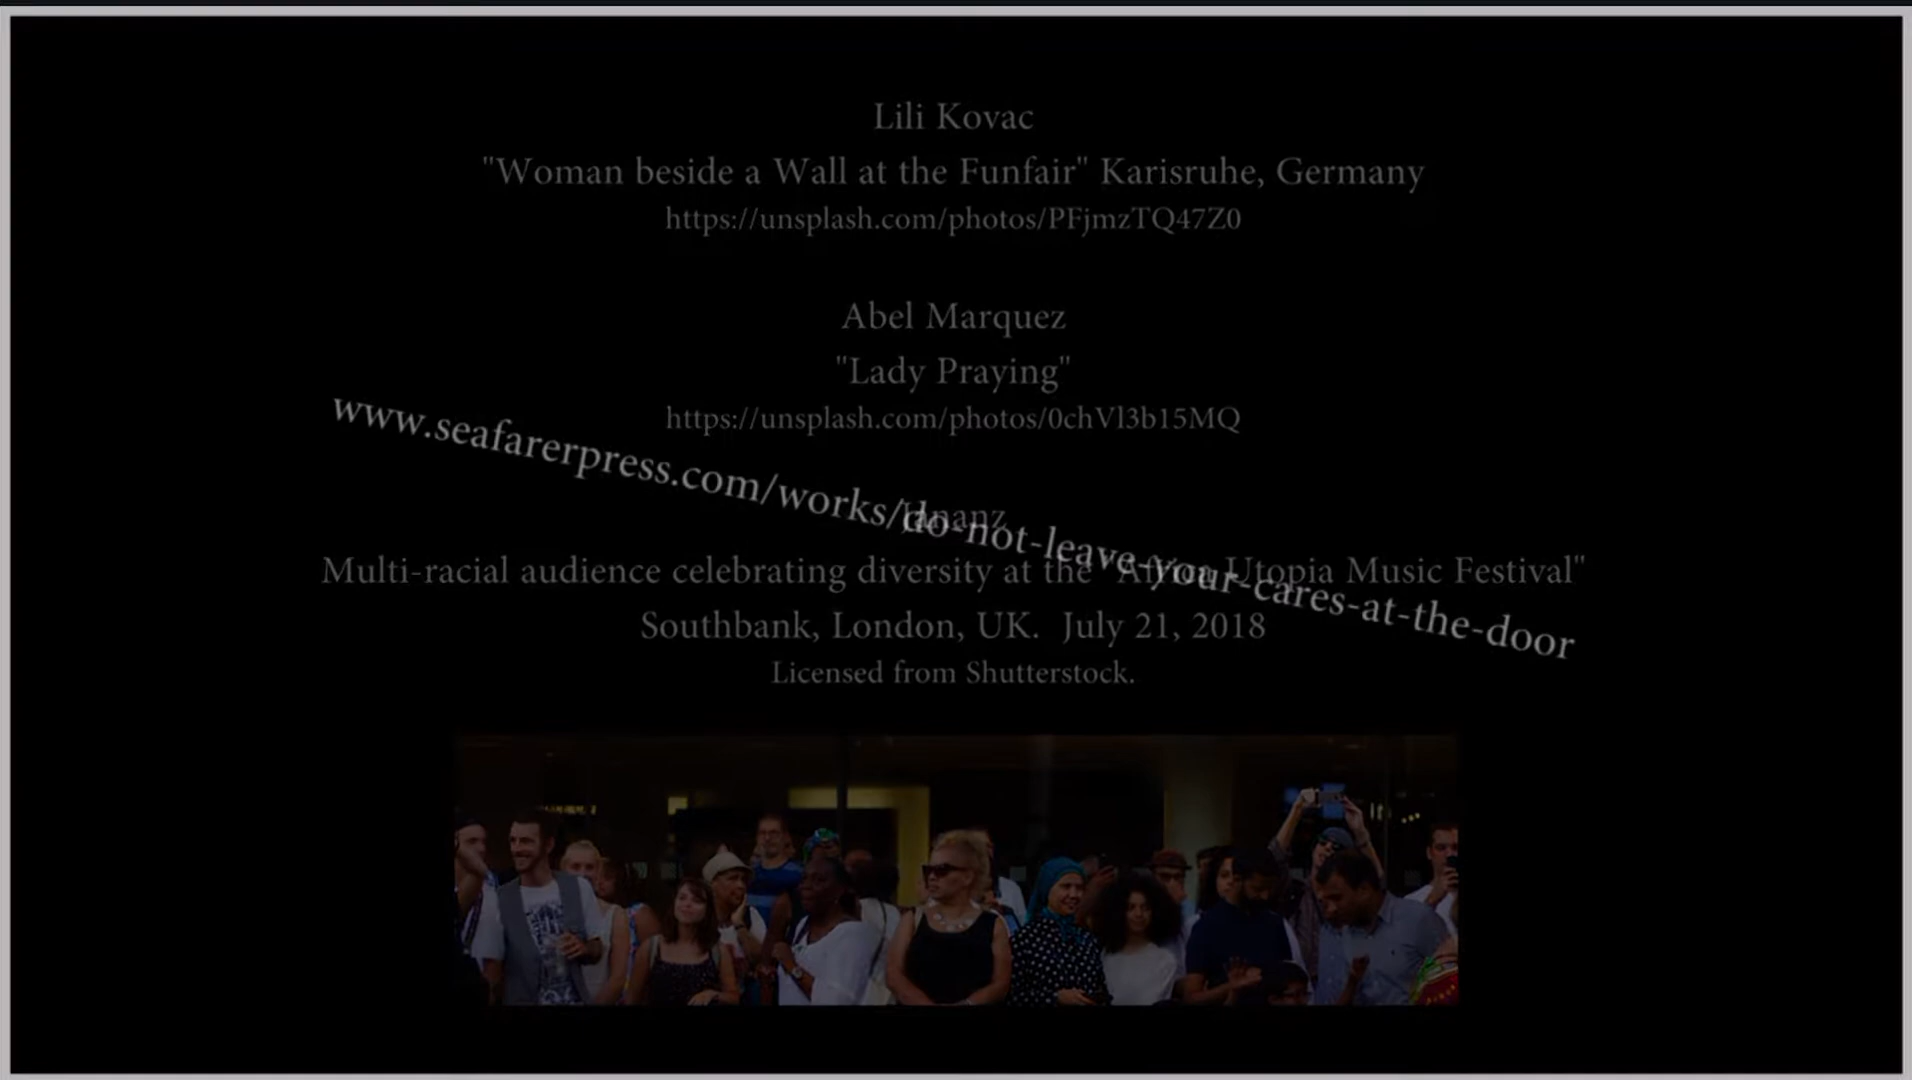 Lili Kovac
"Woman beside a Wall at the Funfair" Karisruhe, Germany
https://unsplash.com/photos/PFjmzTQ47Z0
Abel Marquez
"Lady Praying"
https://unsplash.com/photos/0chVl3b15MQ
www.seafarerpress.com/works/do-not-leave-your-cares-at-the-door
Multi-racial audience celebrating diversity at the "Africa Utopia Music Festival"
Southbank, London, UK. July 21, 2018
Licensed from Shutterstock.